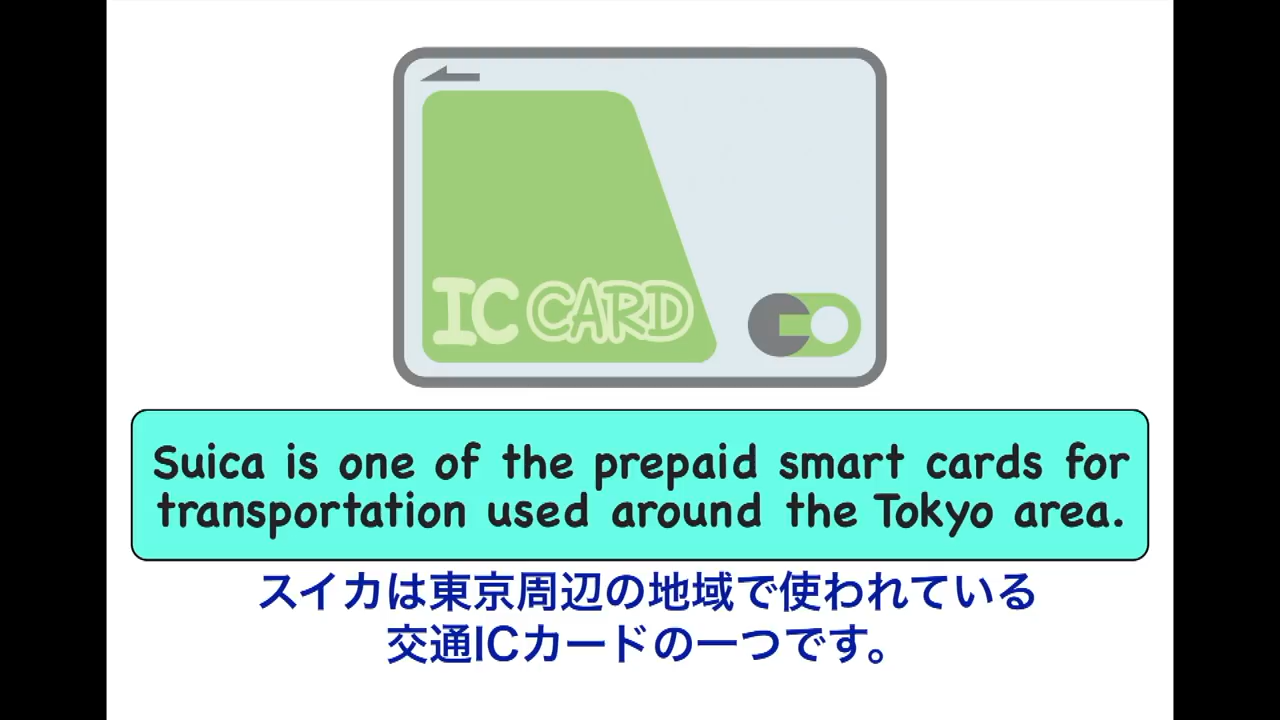 IC CARD
Suica is one of the prepaid smart cards for
transportation used around the Tokyo area.
スイカは東京周辺の地域で使われている
交通ICカードの一つです。